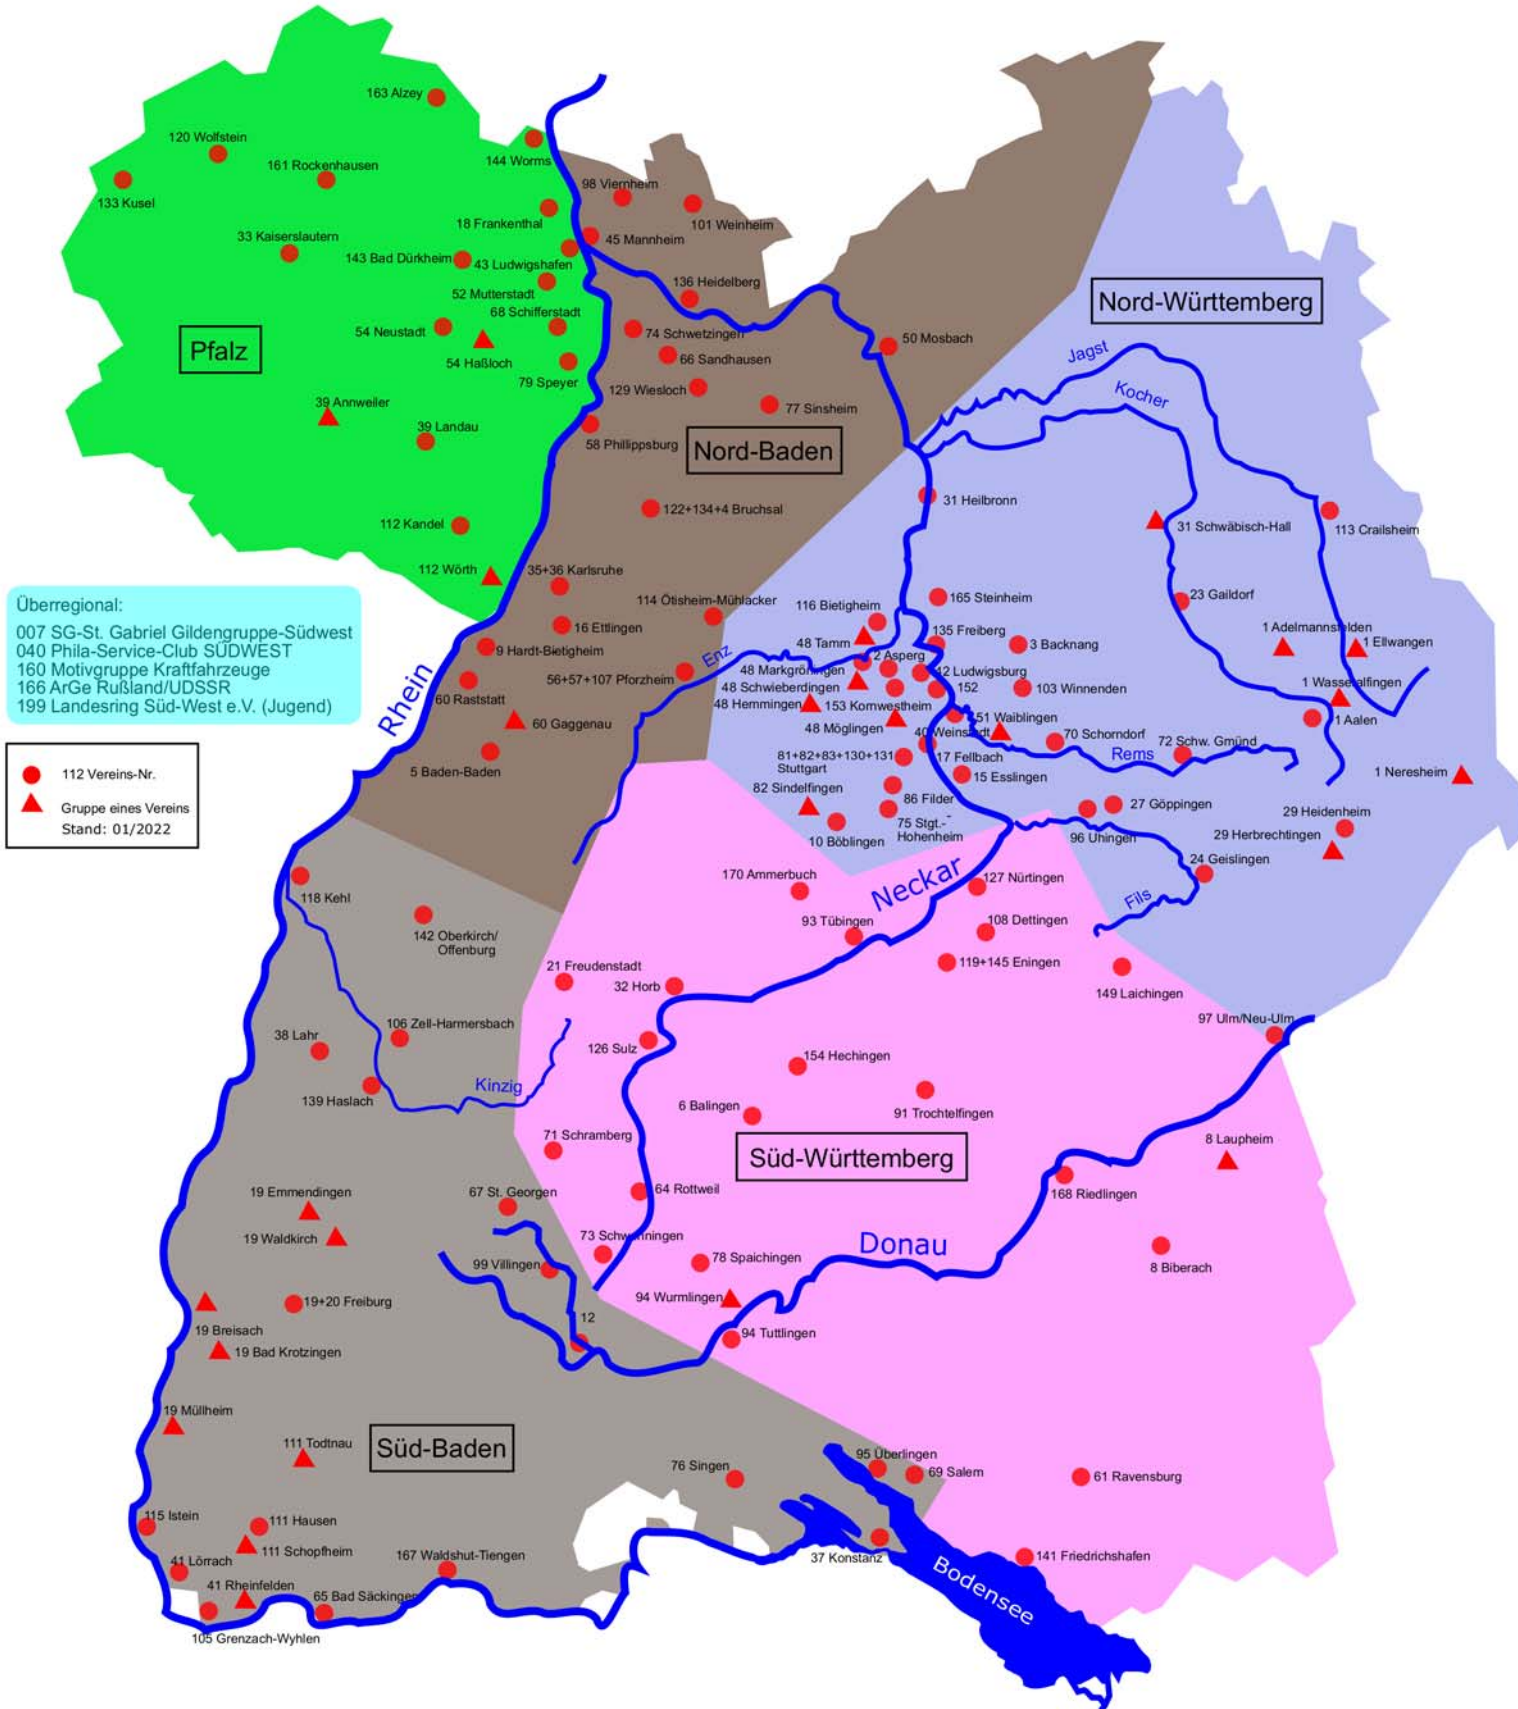 163 Alzey
120 Wolfstein
144 Worms
161 Rockenhausen
98 Viernheim
133 Kusel
18 Frankenthal
101 Weinheim
33 Kaiserslautern
45 Mannheim
143 Bad Dürkheim
43 Ludwigshafen
136 Heidelberg
52 Mutterstadt
Nord-Württemberg
68 Schifferstadt
54 Neustadt
74 Schwetzingen
50 Mosbach
Pfalz
Jagst
54 Haßloch
66 Sandhausen
79 Speyer
129 Wiesloch
Kocher
39 Annweiler
77 Sinsheim
39 Landau
58 Phillippsburg
Nord-Baden
31 Heilbronn
122+134+4 Bruchsal
112 Kandel
31 Schwäbisch-Hall
113 Crailsheim
112 Wörth
35+36 Karlsruhe
Überregional:
007 SG-St. Gabriel Gildengruppe-Südwest
040 Phila-Service-Club SÜDWEST
160 Motivgruppe Kraftfahrzeuge
166 ArGe Rußland/UDSSR
199 Landesring Süd-West e.V. (Jugend)
114 Ötisheim-Mühlacker
165 Steinheim
23 Gaildorf
116 Bietigheim
16 Ettlingen
135 Freiberg
1 Adelmannsfelden
9 Hardt-Bietigheim
48 Tamm
3 Backnang
1 Ellwangen
Enz
2 Asperg
48 Markgröningen
42 Ludwigsburg
56+57+107 Pforzheim
1 Wasseralfingen
48 Schwieberdingen
152
103 Winnenden
Rhein
60 Raststatt
48 Hemmingen
153 Kornwestheim
151 Waiblingen
60 Gaggenau
48 Möglingen
40 Weinstadt
70 Schorndorf
1 Aalen
72 Schw. Gmünd
Rems
81+82+83+130+131
Stuttgart
17 Fellbach
5 Baden-Baden
15 Esslingen
1 Neresheim
112 Vereins-Nr.
Gruppe eines Vereins
Stand: 01/2022
82 Sindelfingen
86 Filder
27 Göppingen
29 Heidenheim
75 Stgt.-
Hohenheim
10 Böblingen
96 Uhingen
29 Herbrechtingen
24 Geislingen
170 Ammerbuch
Neckar
127 Nürtingen
118 Kehl
Fils
93 Tübingen
108 Dettingen
142 Oberkirch/
Offenburg
119+145 Eningen
21 Freudenstadt
32 Horb
149 Laichingen
97 Ulm/Neu-Ulm
106 Zell-Harmersbach
38 Lahr
126 Sulz
154 Hechingen
Kinzig
139 Haslach
6 Balingen
91 Trochtelfingen
71 Schramberg
Süd-Württemberg
8 Laupheim
19 Emmendingen
67 St. Georgen
64 Rottweil
168 Riedlingen
19 Waldkirch
73 Schwenningen
Donau
78 Spaichingen
8 Biberach
99 Villingen
94 Wurmlingen
19+20 Freiburg
19 Breisach
12
94 Tuttlingen
19 Bad Krotzingen
19 Müllheim
111 Todtnau
Süd-Baden
76 Singen
95 Überlingen
69 Salem
61 Ravensburg
115 Istein
111 Hausen
111 Schopfheim
167 Waldshut-Tiengen
37 Konstanz
141 Friedrichshafen
41 Lörrach
Bodensee
41 Rheinfelden
65 Bad Säckingen
105 Grenzach-Wyhlen